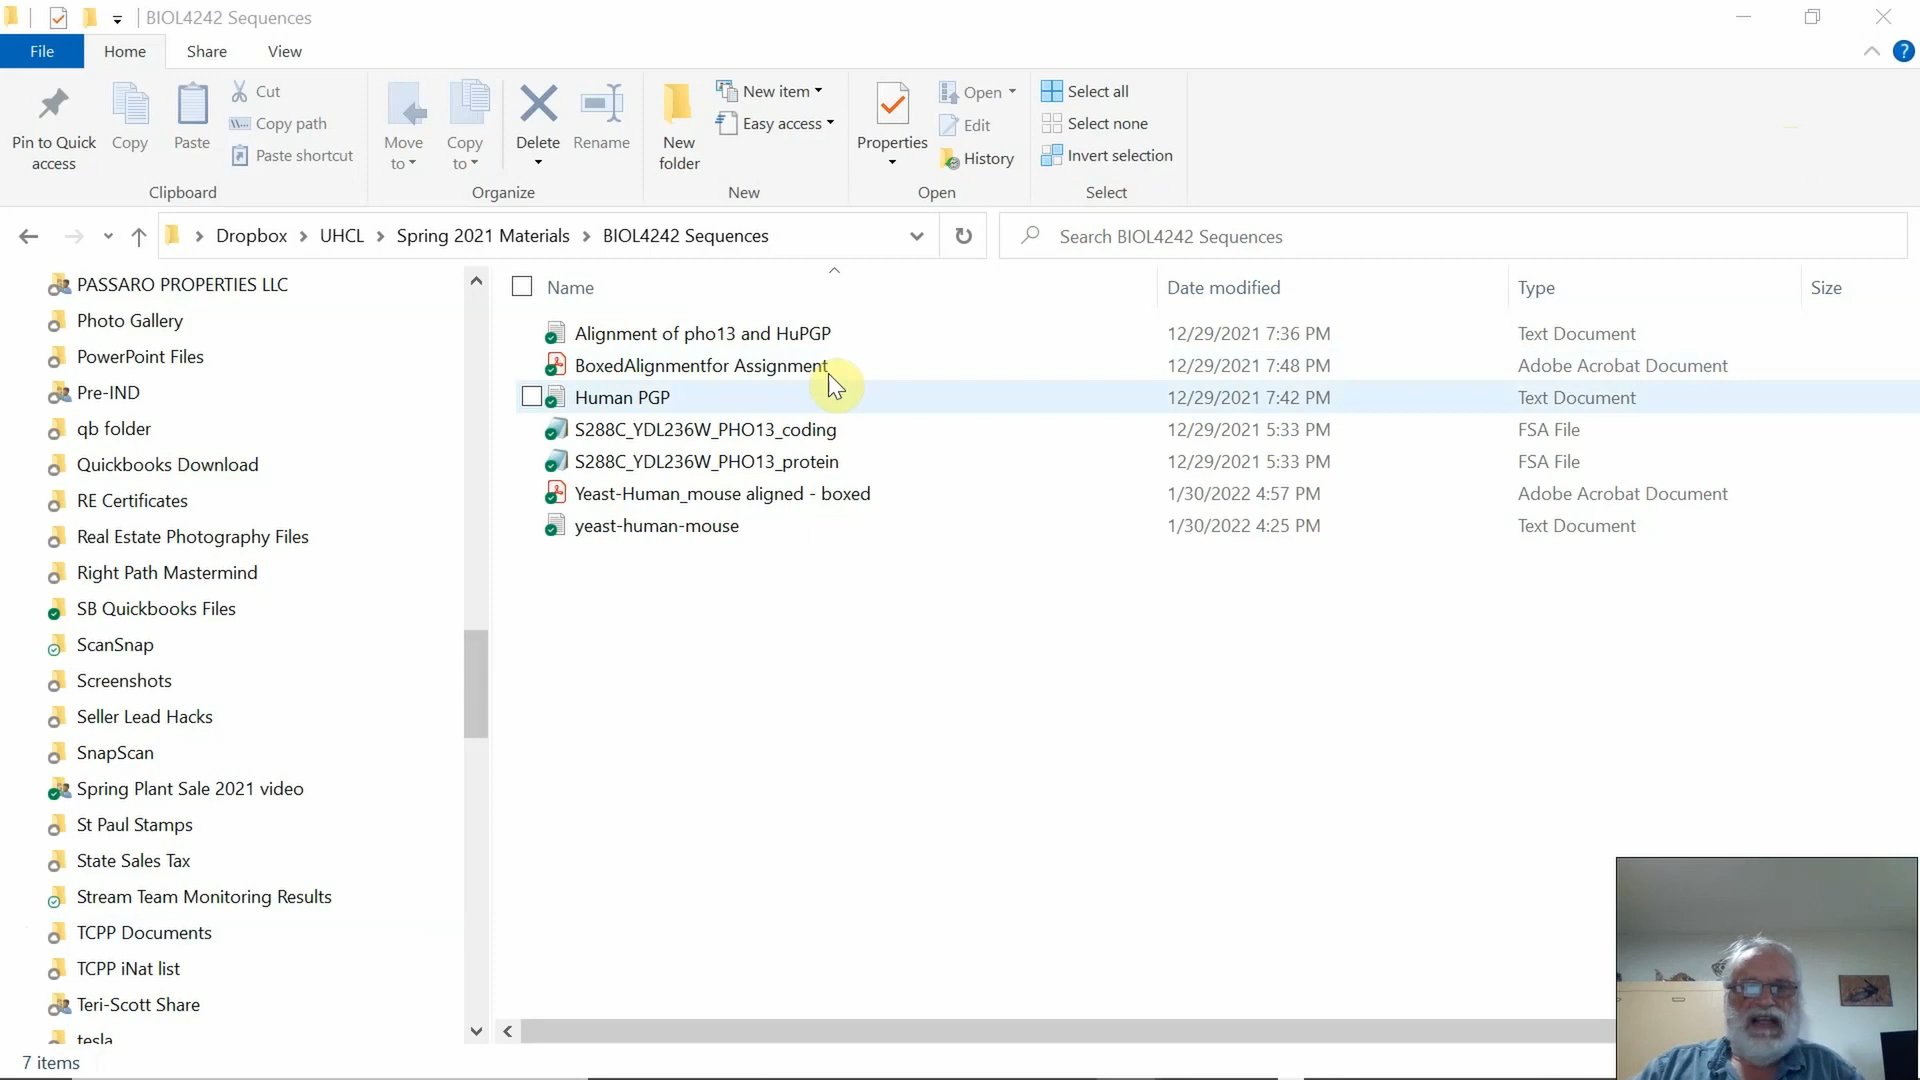 BIOL4242 Sequences
File Home Share View
Pin to Quick access
Copy
Paste
Cut
Copy path
Paste shortcut
Clipboard
Move to
Copy to
Delete
Rename
Organize
New folder
New item
Easy access
New
Properties
Open
Edit
History
Open
Select all
Select none
Invert selection
Select
Dropbox > UHCL > Spring 2021 Materials > BIOL4242 Sequences
Search BIOL4242 Sequences
PASSARO PROPERTIES LLC
Photo Gallery
PowerPoint Files
Pre-IND
qb folder
Quickbooks Download
RE Certificates
Real Estate Photography Files
Right Path Mastermind
SB Quickbooks Files
ScanSnap
Screenshots
Seller Lead Hacks
SnapScan
Spring Plant Sale 2021 video
St Paul Stamps
State Sales Tax
Stream Team Monitoring Results
TCPP Documents
TCPP iNat list
Teri-Scott Share
tesla
Name Date modified Type Size
Alignment of pho13 and HuPGP 12/29/2021 7:36 PM Text Document
BoxedAlignmentfor Assignment 12/29/2021 7:48 PM Adobe Acrobat Document
Human PGP 12/29/2021 7:42 PM Text Document
S288C_YDL236W_PHO13_coding 12/29/2021 5:33 PM FSA File
S288C_YDL236W_PHO13_protein 12/29/2021 5:33 PM FSA File
Yeast-Human_mouse aligned - boxed 1/30/2022 4:57 PM Adobe Acrobat Document
yeast-human-mouse 1/30/2022 4:25 PM Text Document
7 items